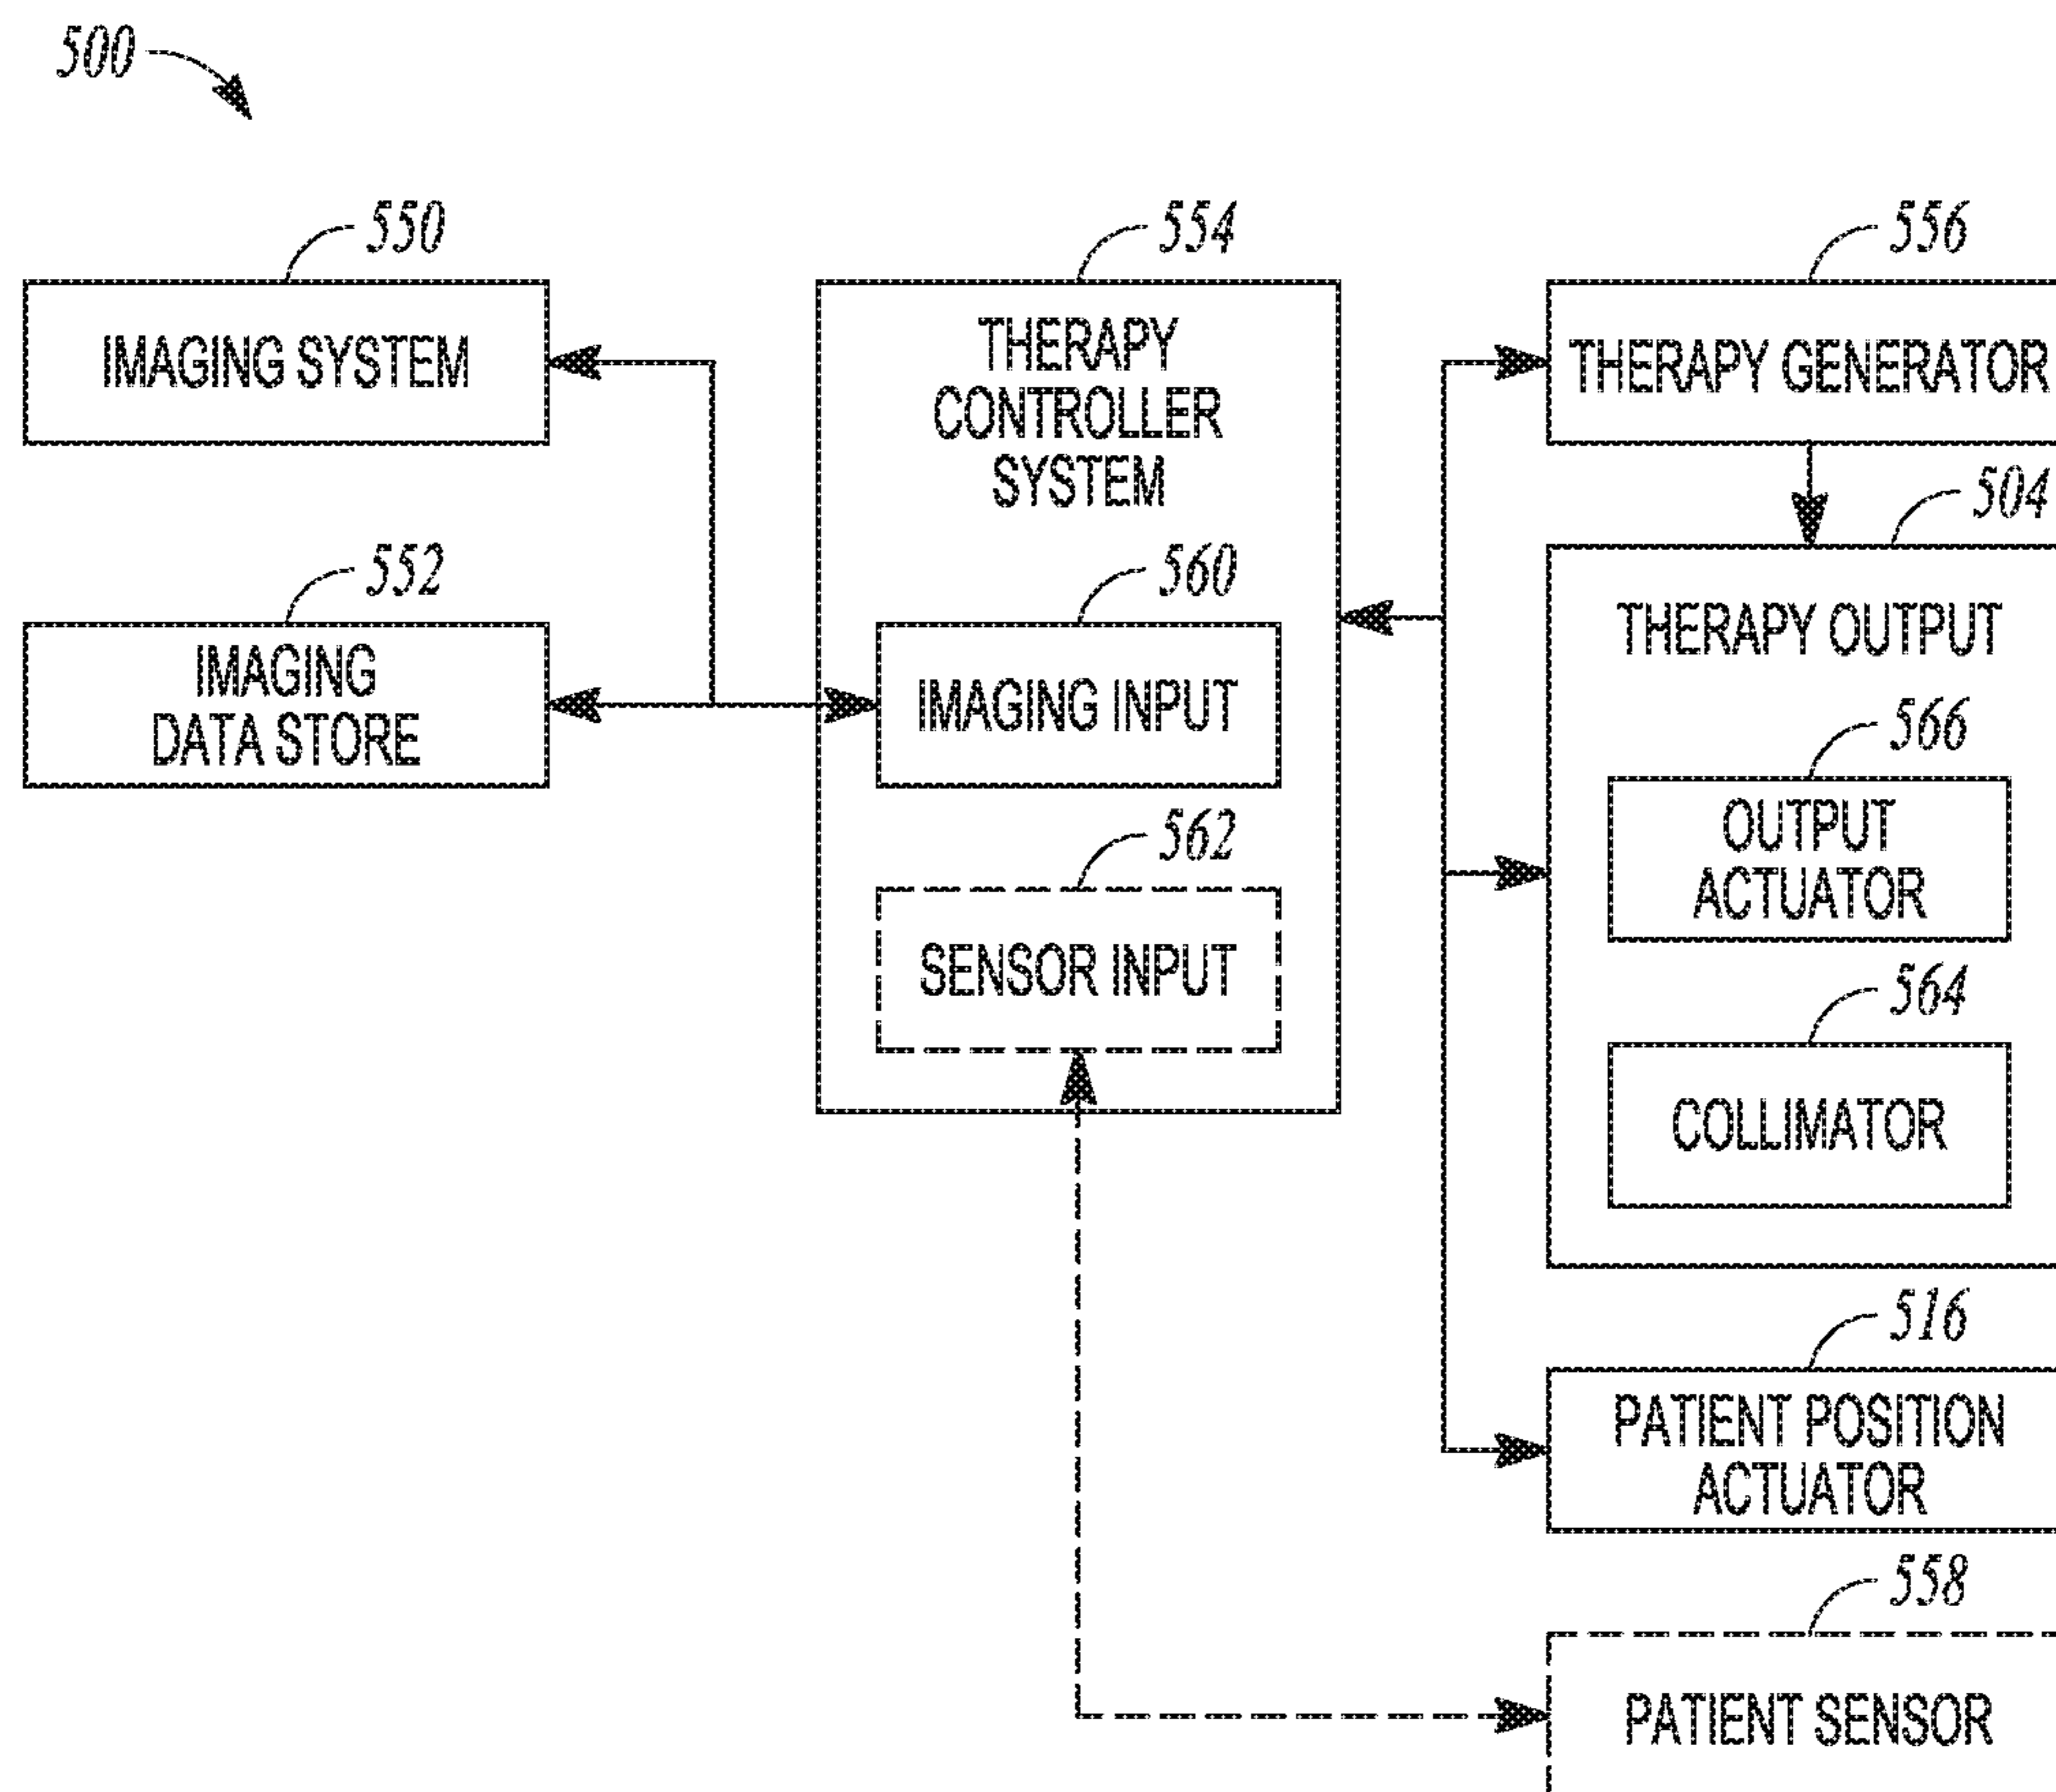 500
550
IMAGING SYSTEM
552
IMAGING
DATA STORE
554
THERAPY
CONTROLLER
SYSTEM
560
IMAGING INPUT
562
SENSOR INPUT
556
THERAPY GENERATOR
504
THERAPY OUTPUT
566
OUTPUT
ACTUATOR
564
COLLIMATOR
516
PATIENT POSITION
ACTUATOR
558
PATIENT SENSOR